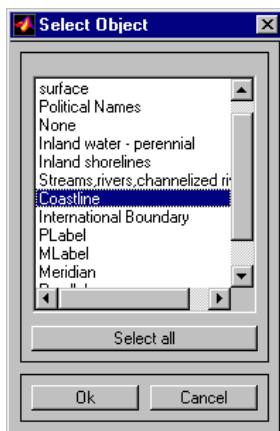 Select Object
surface
Political Names
None
Inland water - perennial
Inland shorelines
Streams,rivers,channelized ri
Coastline
International Boundary
PLabel
MLabel
Meridian
Select all
Ok
Cancel